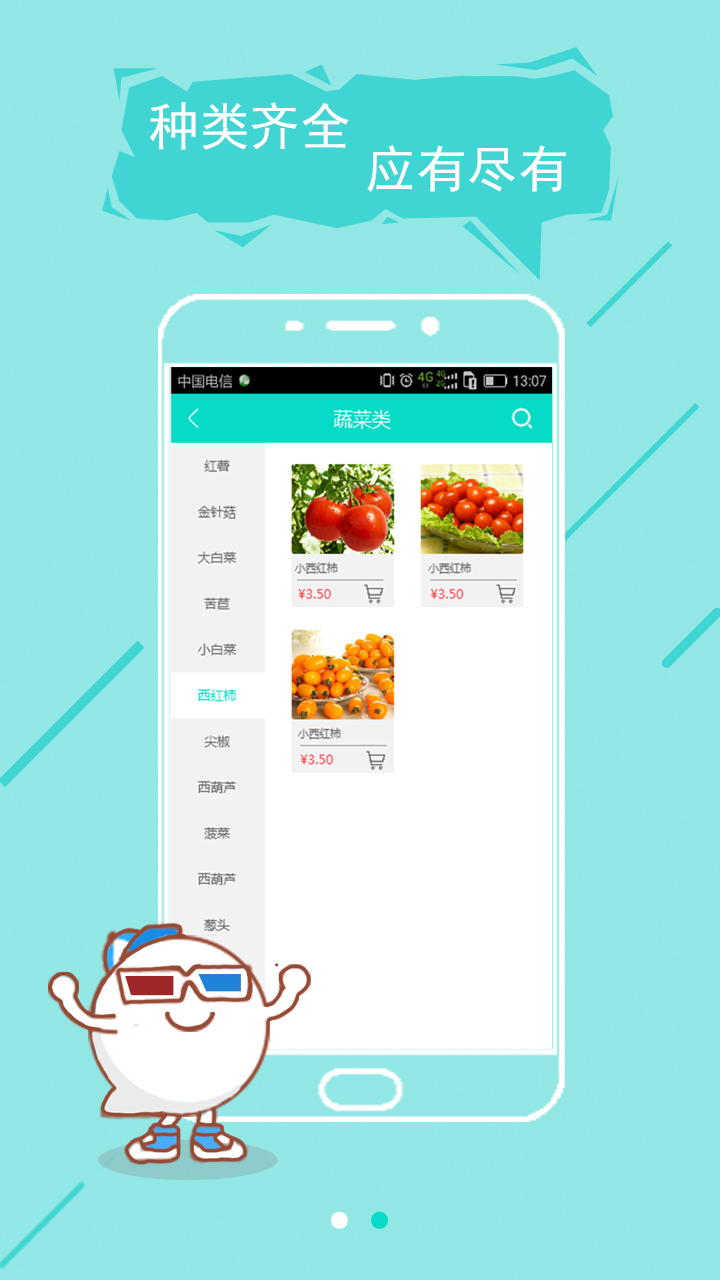 种类齐全
应有尽有
中国电信 4G 4G 2G 13:07
蔬菜类
红薯
金针菇
大白菜
苦苣
小白菜
西红柿
尖椒
西葫芦
菠菜
西葫芦
葱头
小西红柿
¥3.50
小西红柿
¥3.50
小西红柿
¥3.50